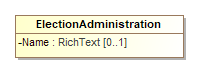 ElectionAdministration
-Name : RichText [0..1]